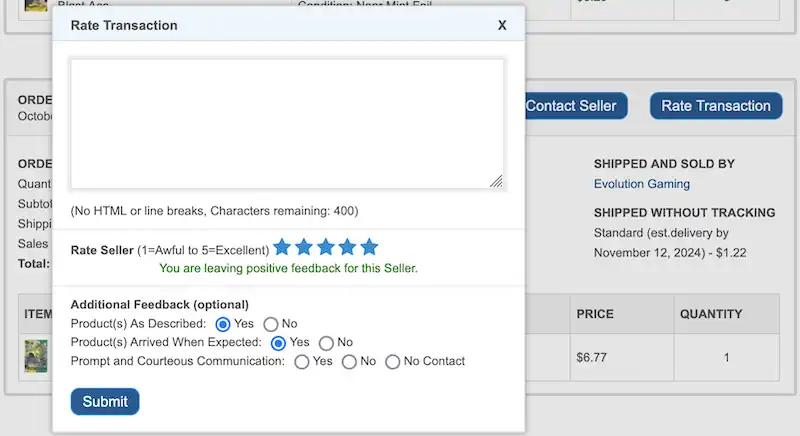 Blast Ace
Condition: Near Mint Foil
Rate Transaction X
(No HTML or line breaks, Characters remaining: 400)
Rate Seller (1=Awful to 5=Excellent)
You are leaving positive feedback for this Seller.
Additional Feedback (optional)
Product(s) As Described: Yes No
Product(s) Arrived When Expected: Yes No
Prompt and Courteous Communication: Yes No No Contact
Submit
ORDE
Octobe
Contact Seller Rate Transaction
ORDE
Quant
Subtot
Shippi
Sales
Total:
SHIPPED AND SOLD BY
Evolution Gaming
SHIPPED WITHOUT TRACKING
Standard (est.delivery by
November 12, 2024) - $1.22
ITEM PRICE QUANTITY
$6.77 1